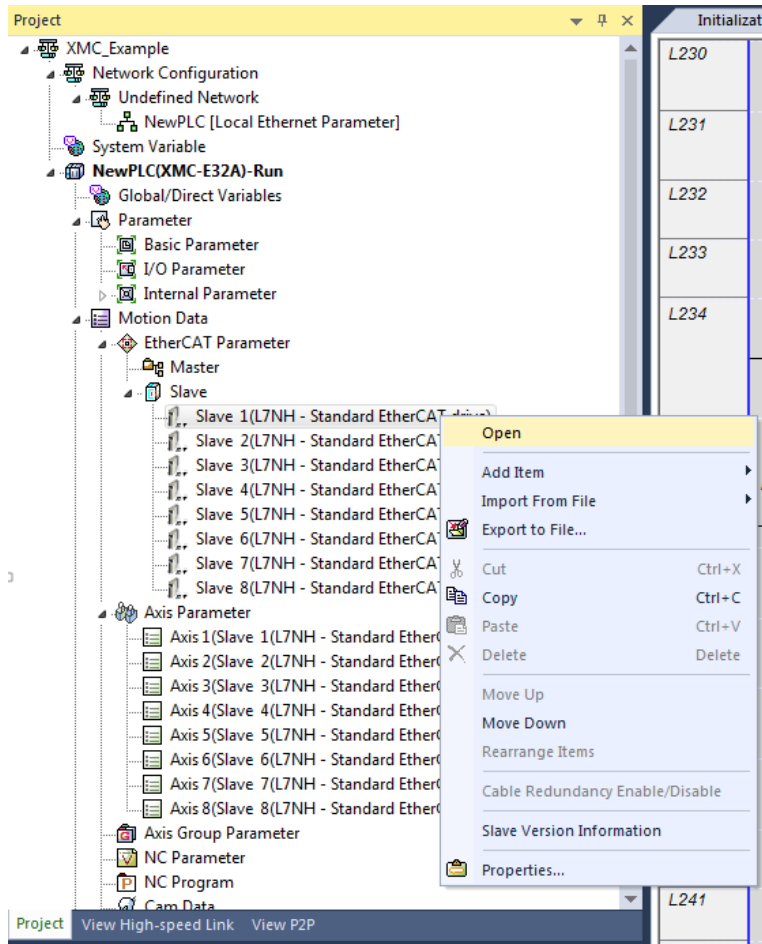 Project
Initializat
XMC_Example
Network Configuration
Undefined Network
NewPLC [Local Ethernet Parameter]
System Variable
NewPLC(XMC-E32A)-Run
Global/Direct Variables
Parameter
Basic Parameter
I/O Parameter
Internal Parameter
Motion Data
EtherCAT Parameter
Master
Slave
Slave 1(L7NH - Standard EtherCAT drive)
Slave 2(L7NH - Standard EtherCA
Slave 3(L7NH - Standard EtherCA
Slave 4(L7NH - Standard EtherCA
Slave 5(L7NH - Standard EtherCA
Slave 6(L7NH - Standard EtherCA
Slave 7(L7NH - Standard EtherCA
Slave 8(L7NH - Standard EtherCA
Axis Parameter
Axis 1(Slave 1(L7NH - Standard Ether
Axis 2(Slave 2(L7NH - Standard Ether
Axis 3(Slave 3(L7NH - Standard Ether
Axis 4(Slave 4(L7NH - Standard Ether
Axis 5(Slave 5(L7NH - Standard Ether
Axis 6(Slave 6(L7NH - Standard Ether
Axis 7(Slave 7(L7NH - Standard Ether
Axis 8(Slave 8(L7NH - Standard Ether
Axis Group Parameter
NC Parameter
NC Program
Cam Data
Project View High-speed Link View P2P
Open
Add Item
Import From File
Export to File...
Cut Ctrl+X
Copy Ctrl+C
Paste Ctrl+V
Delete Delete
Move Up
Move Down
Rearrange Items
Cable Redundancy Enable/Disable
Slave Version Information
Properties...
L230
L231
L232
L233
L234
L241